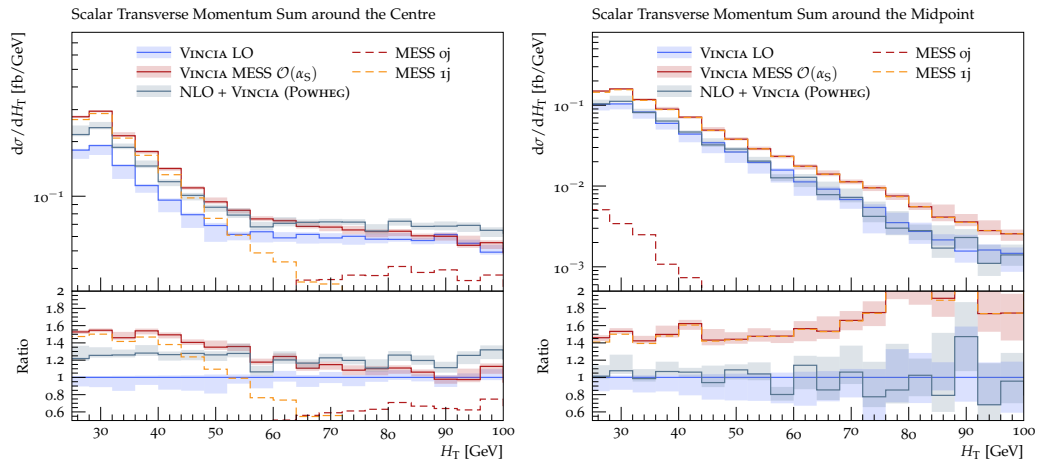 Scalar Transverse Momentum Sum around the Centre
VINCIA LO
VINCIA MESS O(αS)
NLO + VINCIA (POWHEG)
MESS 0j
MESS 1j
dσ/dHT [fb/GeV]
10⁻¹
Ratio
1.8
1.6
1.4
1.2
1
0.8
0.6
30 40 50 60 70 80 90 100
HT [GeV]
Scalar Transverse Momentum Sum around the Midpoint
VINCIA LO
VINCIA MESS O(αS)
NLO + VINCIA (POWHEG)
MESS 0j
MESS 1j
dσ/dHT [fb/GeV]
10⁻¹
10⁻²
10⁻³
Ratio
2
1.8
1.6
1.4
1.2
1
0.8
0.6
30 40 50 60 70 80 90 100
HT [GeV]